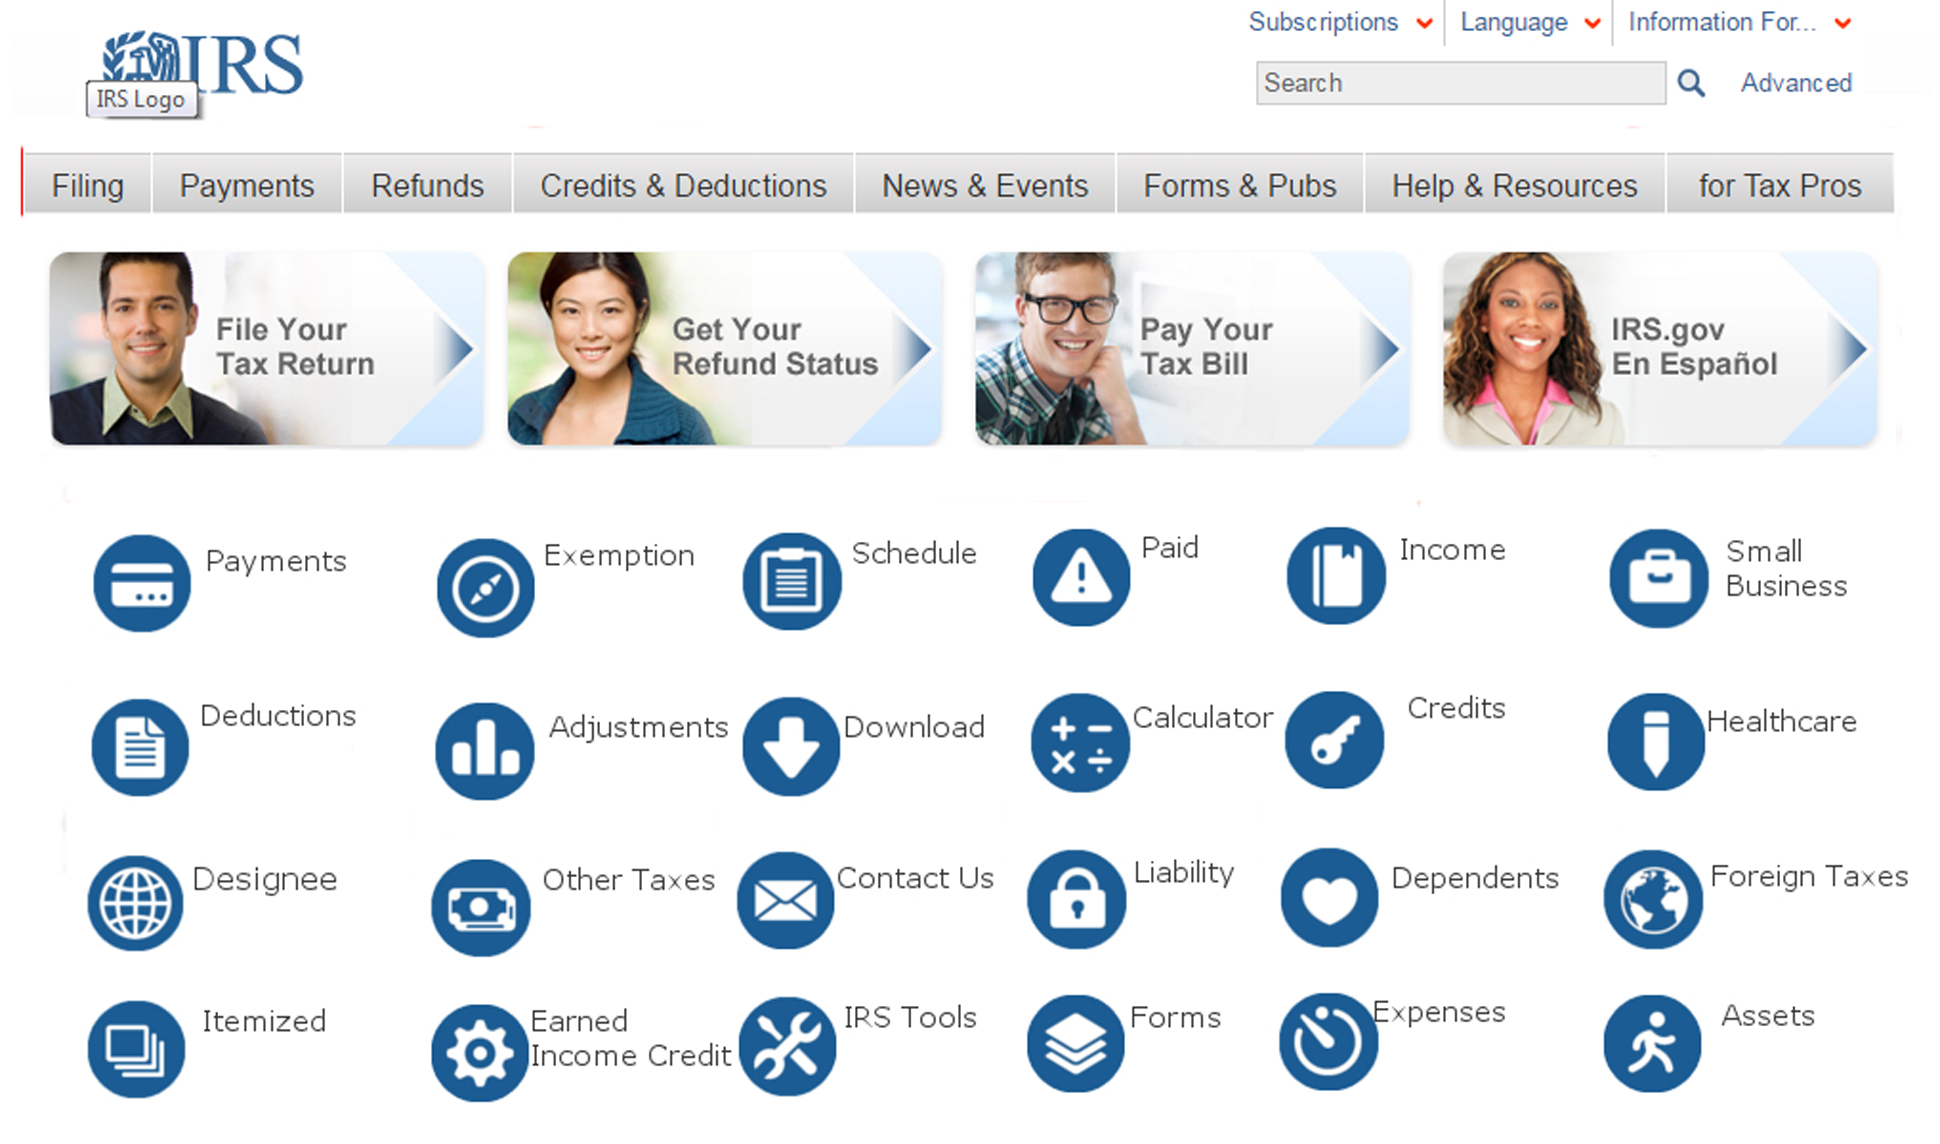 Subscriptions Language Information For...
IRS
IRS Logo
Search Advanced
Filing Payments Refunds Credits & Deductions News & Events Forms & Pubs Help & Resources for Tax Pros
File Your
Tax Return
Get Your
Refund Status
Pay Your
Tax Bill
IRS.gov
En Español
Payments
Exemption
Schedule
Paid
Income
Small
Business
Deductions
Adjustments
Download
Calculator
Credits
Healthcare
Designee
Other Taxes
Contact Us
Liability
Dependents
Foreign Taxes
Itemized
Earned
Income Credit
IRS Tools
Forms
Expenses
Assets